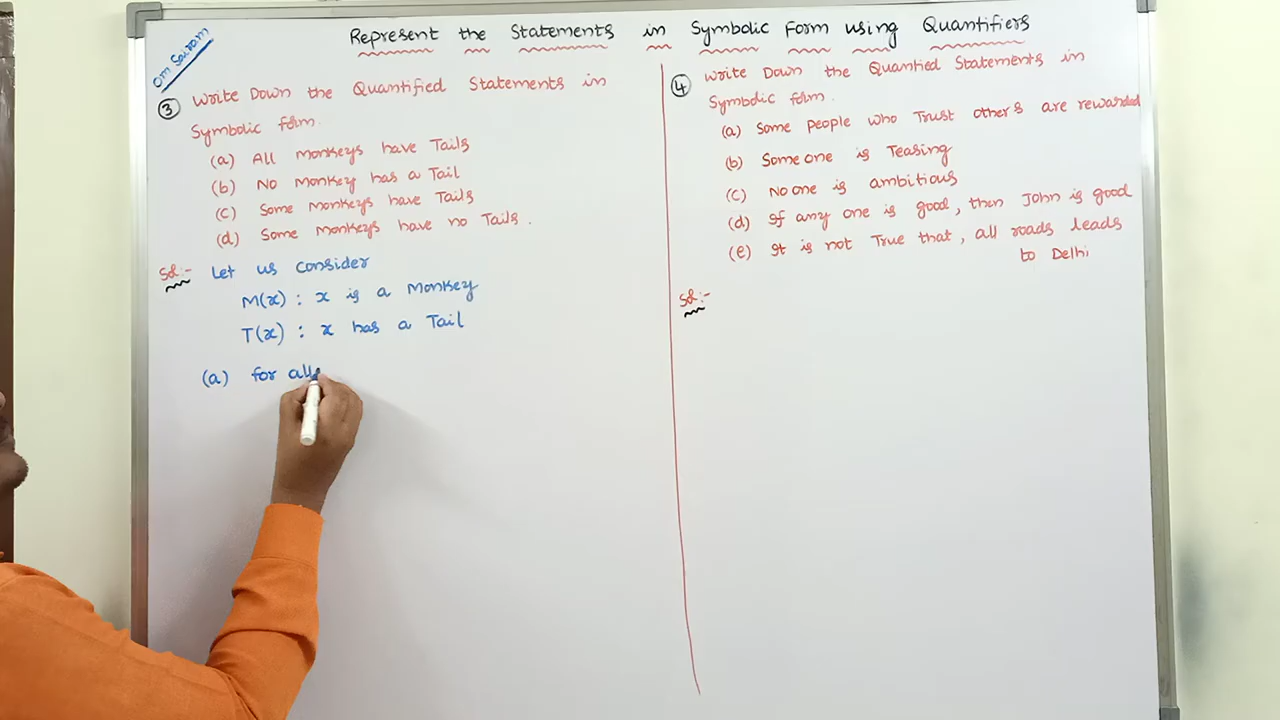 Om Sairam
Represent the Statements in Symbolic Form using Quantifiers
(3) Write Down the Quantified Statements in
Symbolic form.
(a) All Monkeys have Tails
(b) No Monkey has a Tail
(c) Some Monkeys have Tails
(d) Some Monkeys have no Tails.
Sol:- Let us consider
M(x) : x is a Monkey
T(x) : x has a Tail
(a) for all
(4) Write Down the Quantied Statements in
Symbolic form.
(a) Some People who Trust others are rewarded
(b) Some one is Teasing
(c) No one is ambitious
(d) If any one is good, then John is good
(e) It is not True that, all roads leads
to Delhi
Sol:-